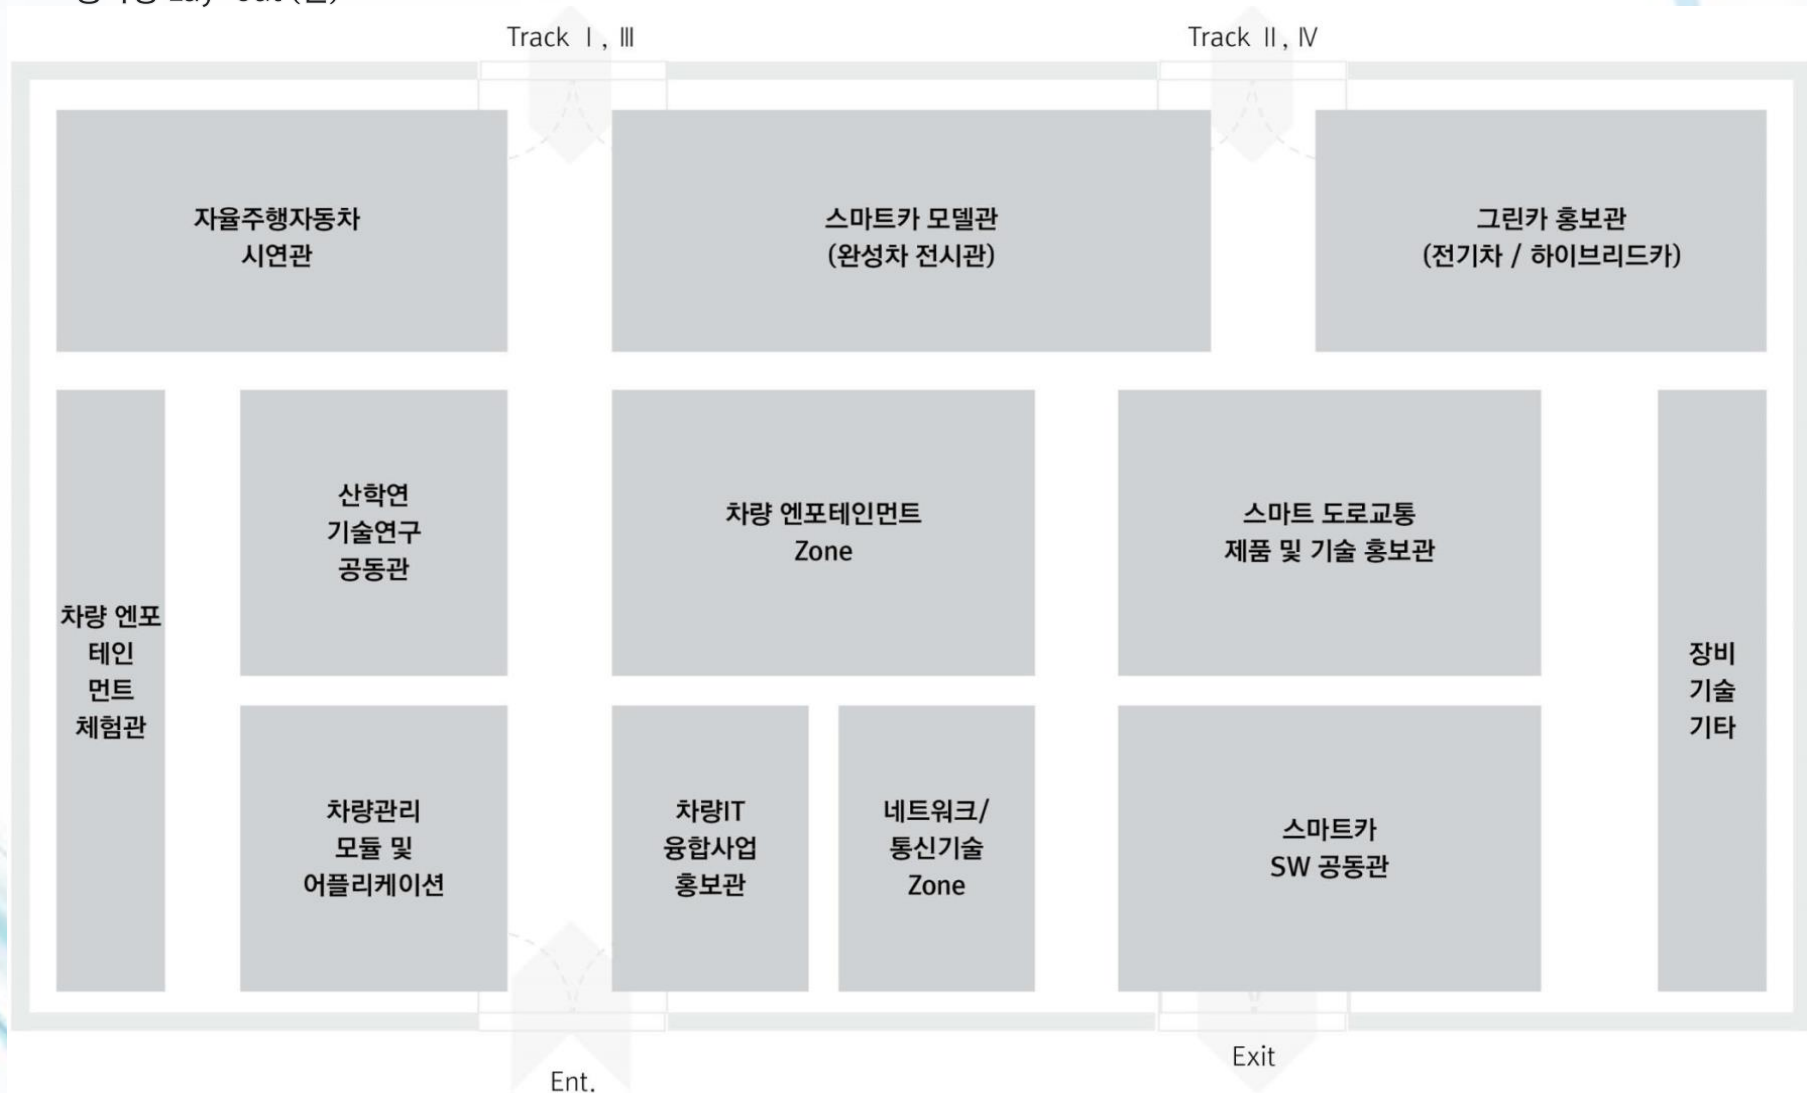 Lay-out (안)
Track Ⅰ, Ⅲ
Track Ⅱ, Ⅳ
자율주행자동차
시연관
스마트카 모델관
(완성차 전시관)
그린카 홍보관
(전기차 / 하이브리드카)
차량 엔포
테인
먼트
체험관
산학연
기술연구
공동관
차량 엔포테인먼트
Zone
스마트 도로교통
제품 및 기술 홍보관
장비
기술
기타
차량관리
모듈 및
어플리케이션
차량IT
융합사업
홍보관
네트워크/
통신기술
Zone
스마트카
SW 공동관
Ent.
Exit